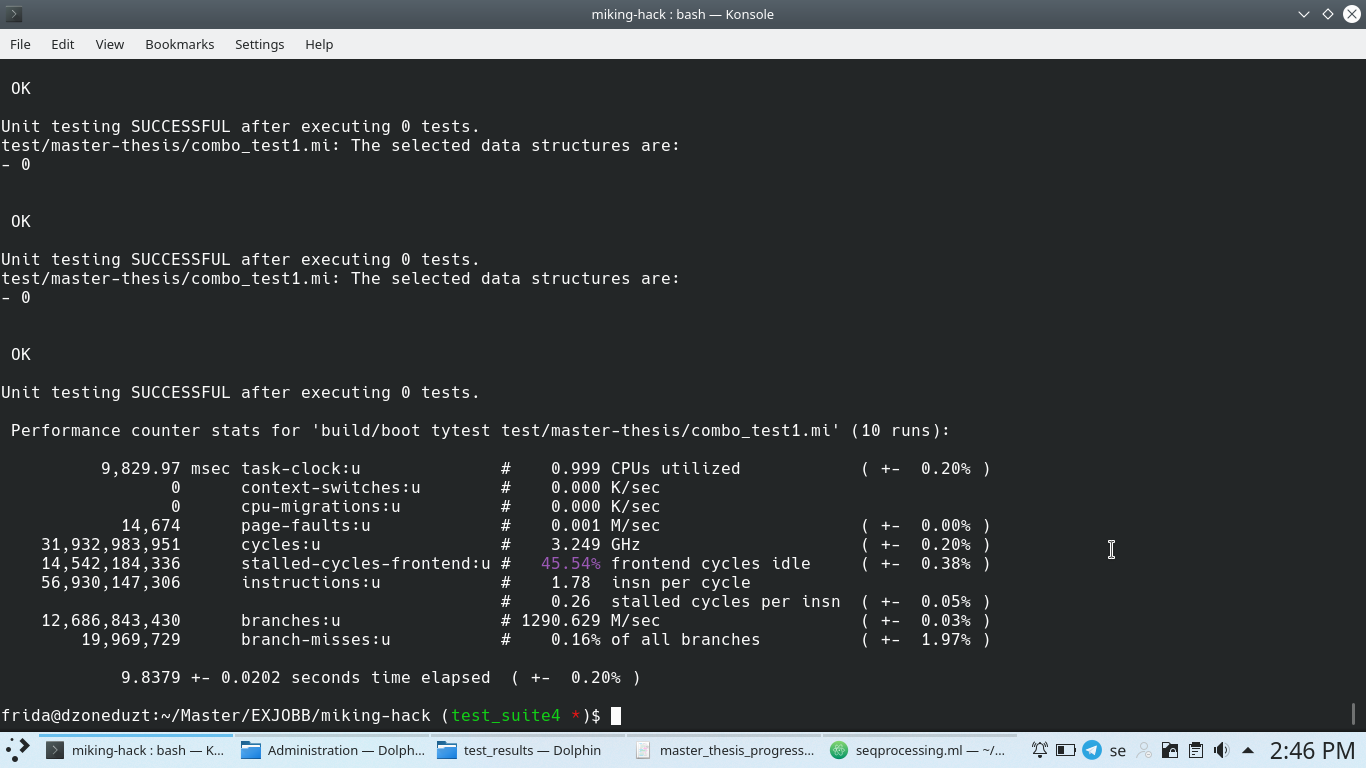 miking-hack : bash — Konsole
File Edit View Bookmarks Settings Help
OK
Unit testing SUCCESSFUL after executing 0 tests.
test/master-thesis/combo_test1.mi: The selected data structures are:
- 0
OK
Unit testing SUCCESSFUL after executing 0 tests.
test/master-thesis/combo_test1.mi: The selected data structures are:
- 0
OK
Unit testing SUCCESSFUL after executing 0 tests.
Performance counter stats for 'build/boot tytest test/master-thesis/combo_test1.mi' (10 runs):
9,829.97 msec task-clock:u # 0.999 CPUs utilized ( +- 0.20% )
0 context-switches:u # 0.000 K/sec
0 cpu-migrations:u # 0.000 K/sec
14,674 page-faults:u # 0.001 M/sec ( +- 0.00% )
31,932,983,951 cycles:u # 3.249 GHz ( +- 0.20% )
14,542,184,336 stalled-cycles-frontend:u # 45.54% frontend cycles idle ( +- 0.38% )
56,930,147,306 instructions:u # 1.78 insn per cycle
# 0.26 stalled cycles per insn ( +- 0.05% )
12,686,843,430 branches:u # 1290.629 M/sec ( +- 0.03% )
19,969,729 branch-misses:u # 0.16% of all branches ( +- 1.97% )
9.8379 +- 0.0202 seconds time elapsed ( +- 0.20% )
frida@dzoneduzt:~/Master/EXJOBB/miking-hack (test_suite4 *)$
miking-hack : bash — K... Administration — Dolph... test_results — Dolphin master_thesis_progress... seqprocessing.ml — ~/... se 2:46 PM